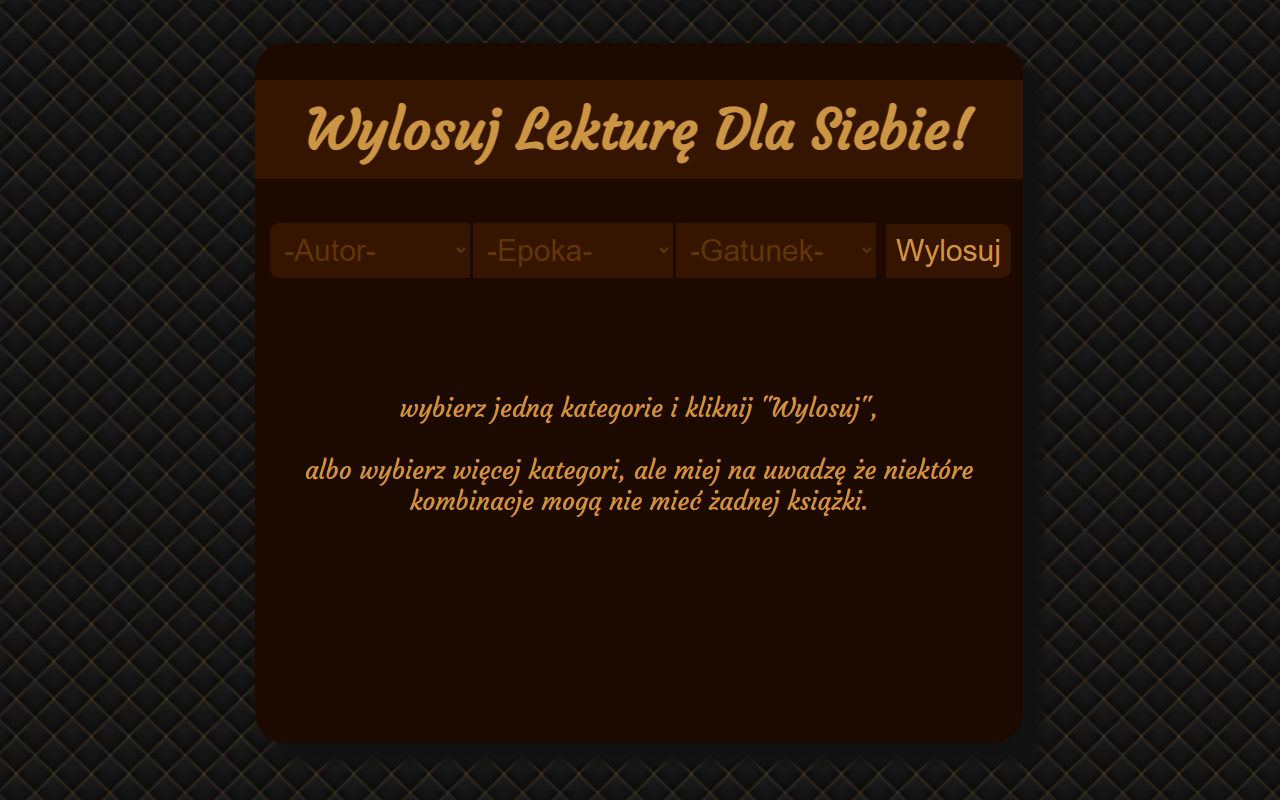 Wylosuj Lekturę Dla Siebie!
-Autor- -Epoka- -Gatunek- Wylosuj
wybierz jedną kategorie i kliknij "Wylosuj",
albo wybierz więcej kategori, ale miej na uwadzę że niektóre
kombinacje mogą nie mieć żadnej książki.